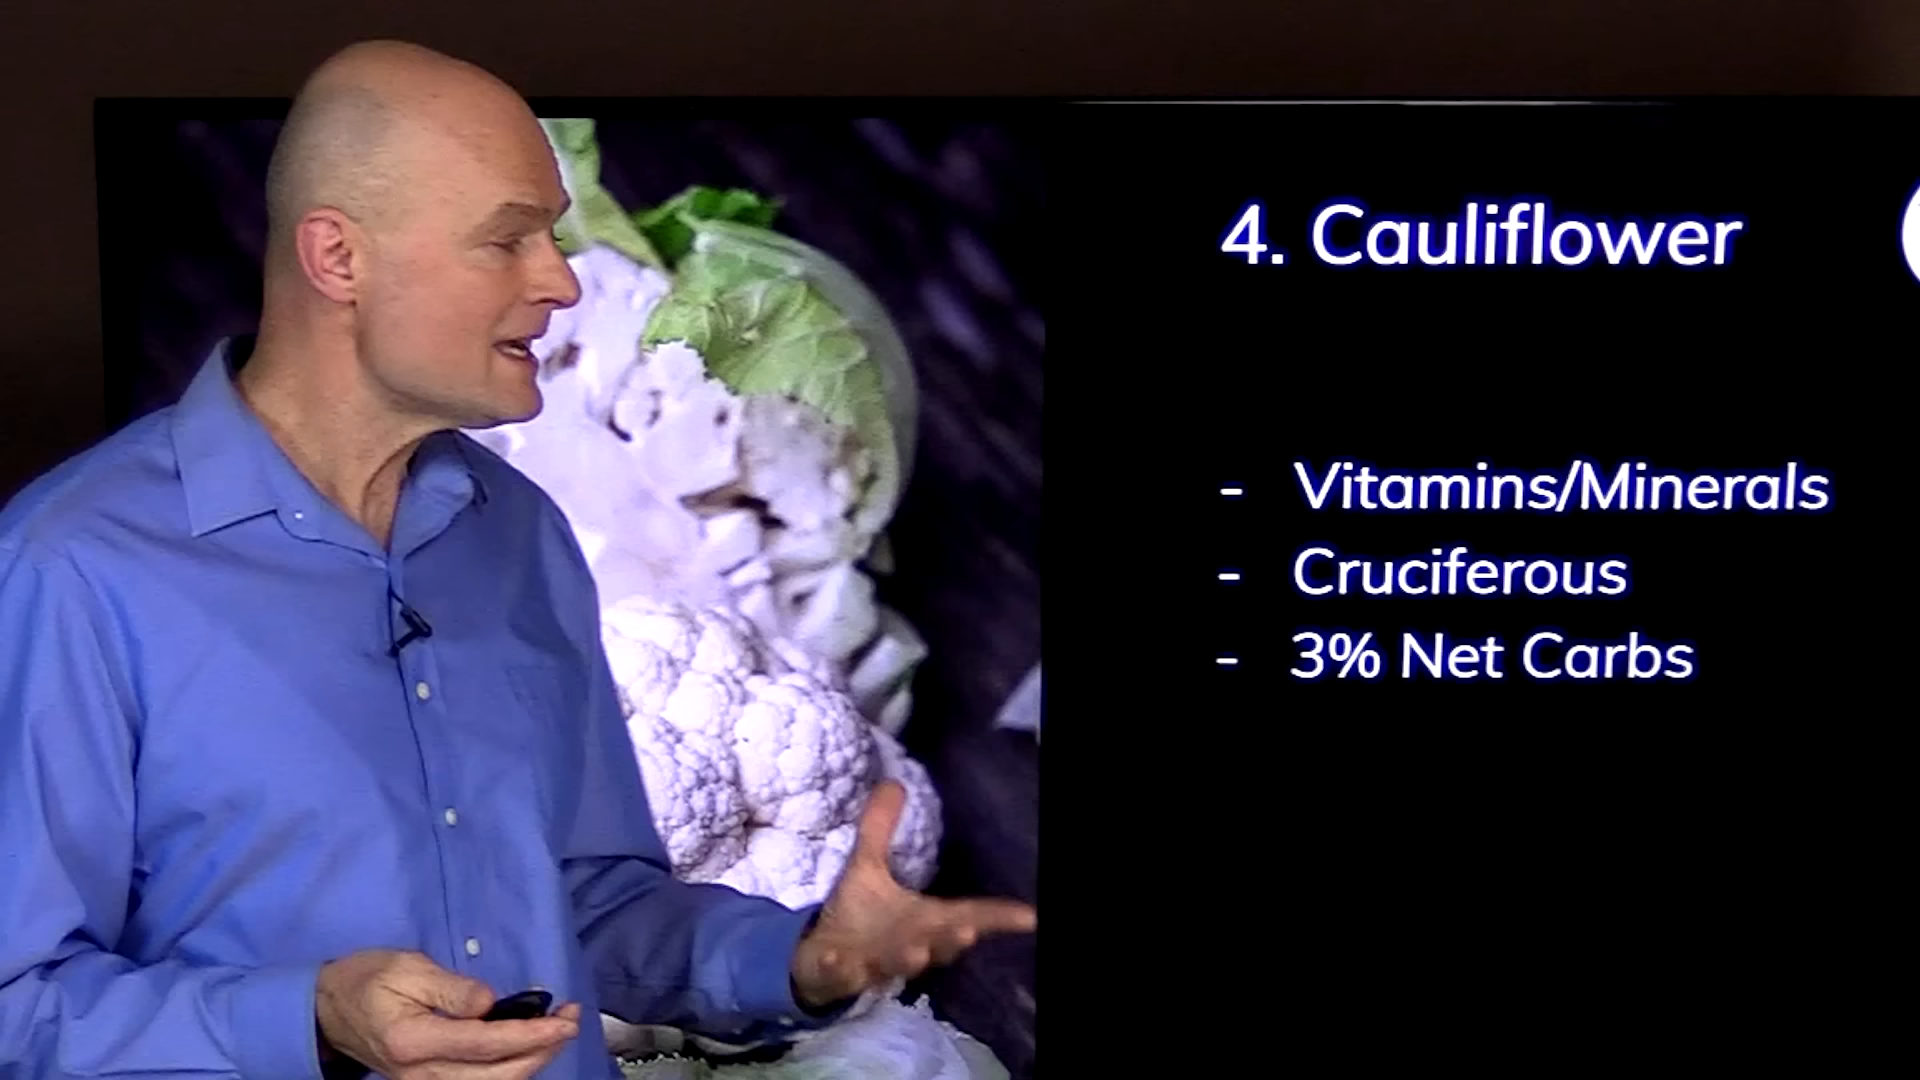 4. Cauliflower
- Vitamins/Minerals
- Cruciferous
- 3% Net Carbs